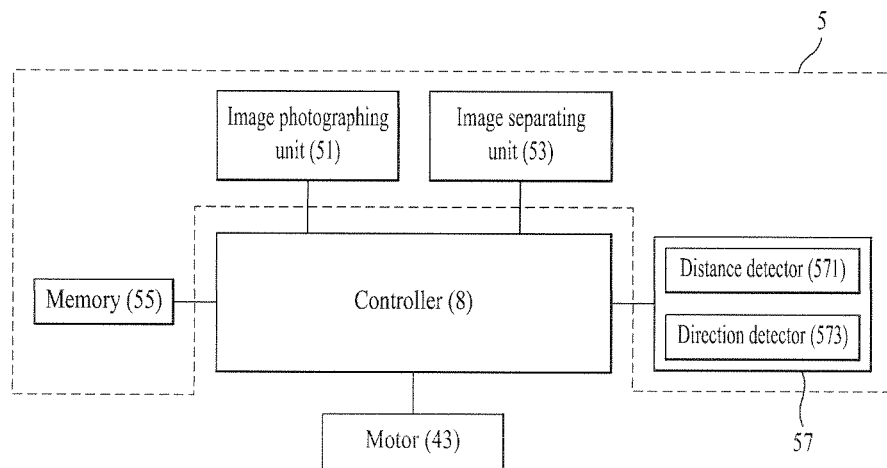 5
Image photographing
unit (51)
Image separating
unit (53)
Memory (55)
Controller (8)
Distance detector (571)
Direction detector (573)
57
Motor (43)